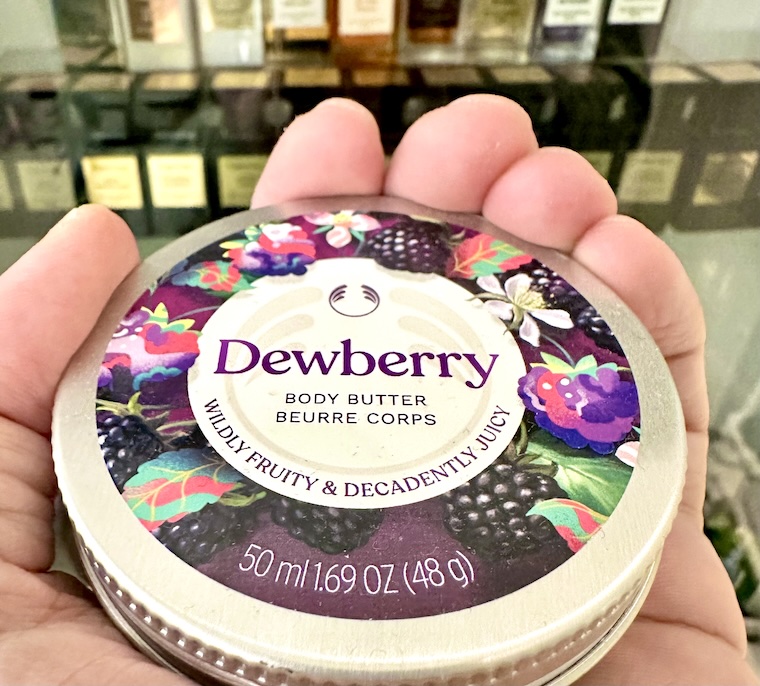 Dewberry
BODY BUTTER
BEURRE CORPS
WILDLY FRUITY & DECADENTLY JUICY
50 ml 1.69 OZ (48 g)